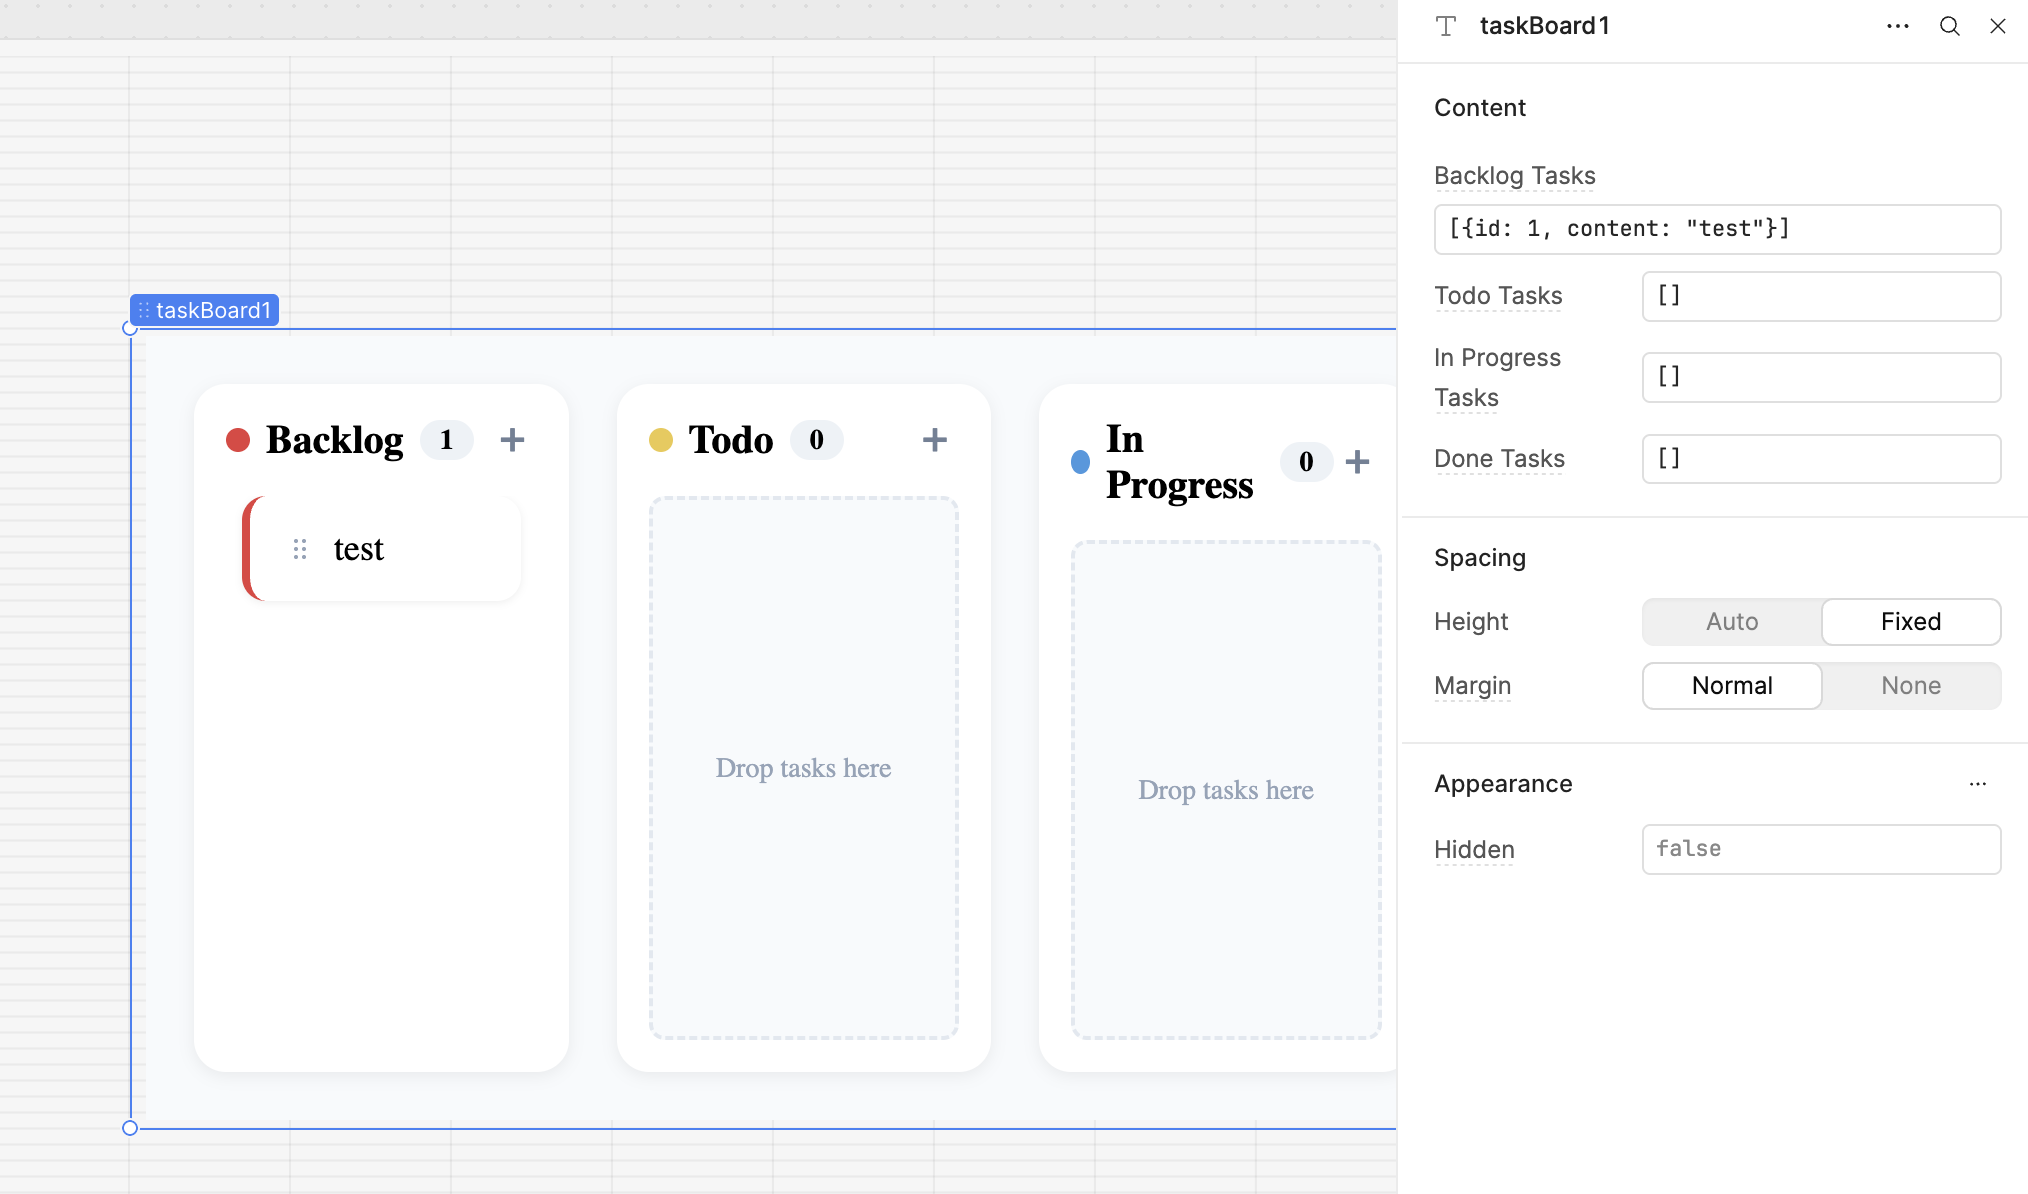 taskBoard1
Backlog 1 +
test
Todo 0 +
Drop tasks here
In
Progress 0 +
Drop tasks here
taskBoard1
Content
Backlog Tasks
[{id: 1, content: "test"}]
Todo Tasks []
In Progress
Tasks []
Done Tasks []
Spacing
Height Auto Fixed
Margin Normal None
Appearance
Hidden false